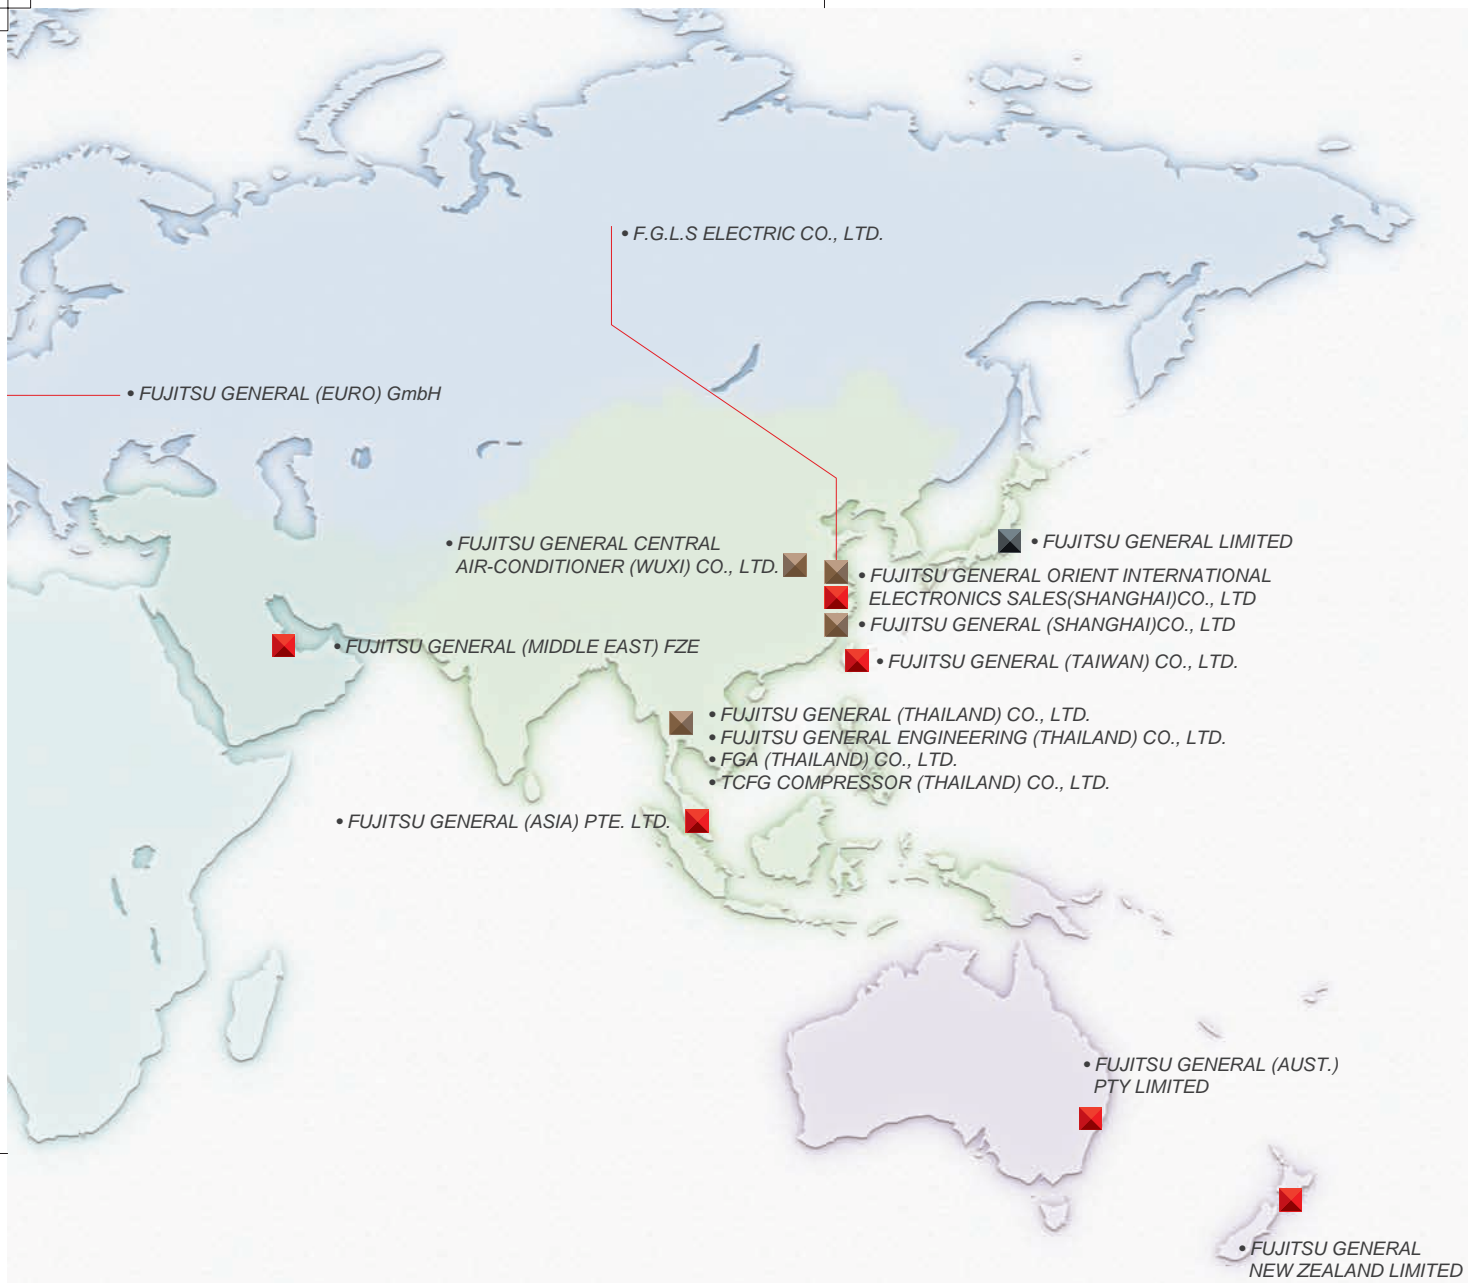 • F.G.L.S ELECTRIC CO., LTD.
• FUJITSU GENERAL (EURO) GmbH
• FUJITSU GENERAL CENTRAL
AIR-CONDITIONER (WUXI) CO., LTD.
• FUJITSU GENERAL LIMITED
• FUJITSU GENERAL ORIENT INTERNATIONAL
ELECTRONICS SALES(SHANGHAI)CO., LTD
• FUJITSU GENERAL (SHANGHAI)CO., LTD
• FUJITSU GENERAL (MIDDLE EAST) FZE
• FUJITSU GENERAL (TAIWAN) CO., LTD.
• FUJITSU GENERAL (THAILAND) CO., LTD.
• FUJITSU GENERAL ENGINEERING (THAILAND) CO., LTD.
• FGA (THAILAND) CO., LTD.
• TCFG COMPRESSOR (THAILAND) CO., LTD.
• FUJITSU GENERAL (ASIA) PTE. LTD.
• FUJITSU GENERAL (AUST.)
PTY LIMITED
• FUJITSU GENERAL
NEW ZEALAND LIMITED